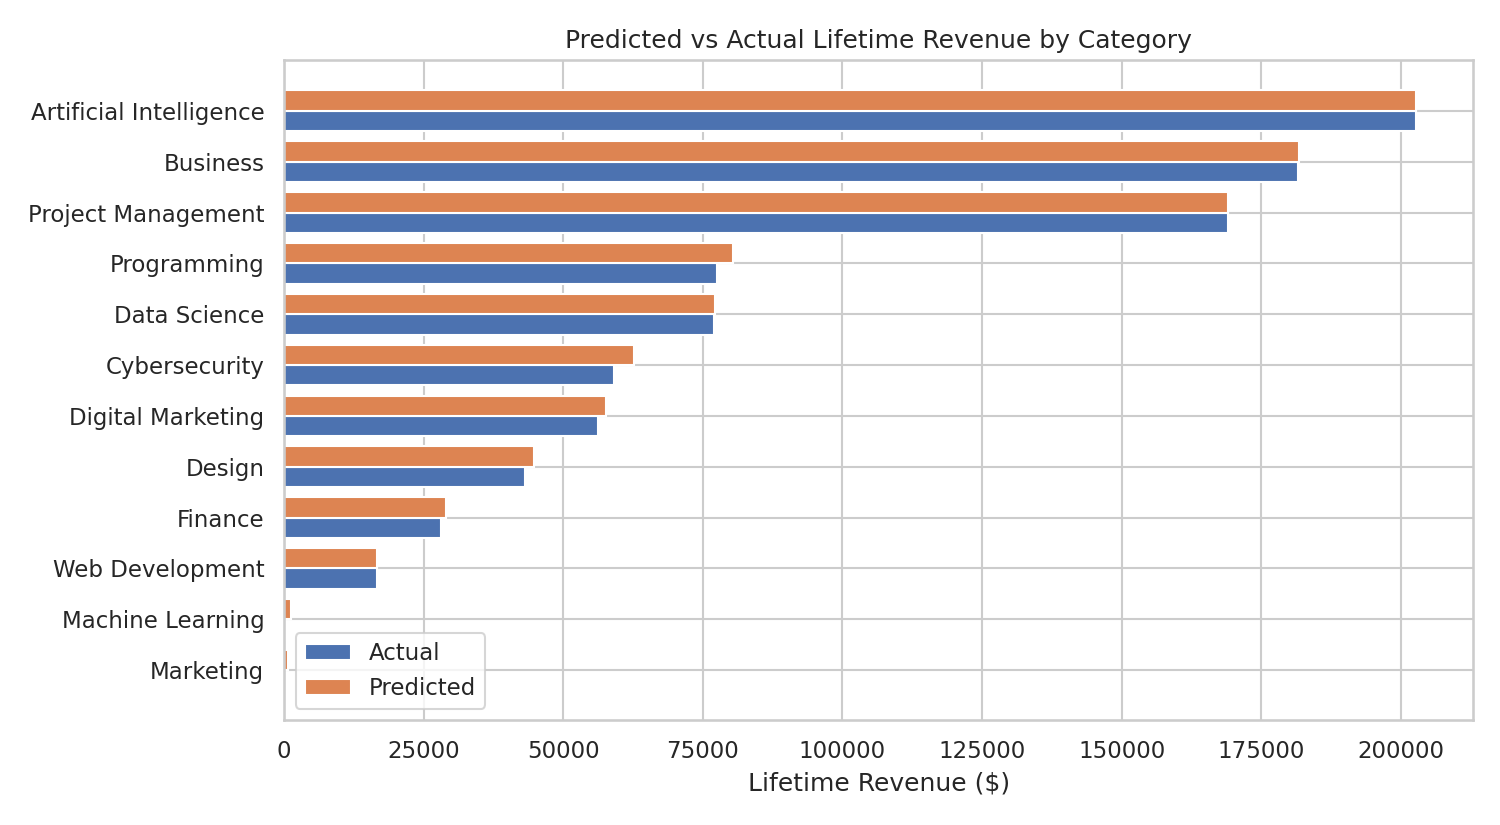 Predicted vs Actual Lifetime Revenue by Category
Artificial Intelligence
Business
Project Management
Programming
Data Science
Cybersecurity
Digital Marketing
Design
Finance
Web Development
Machine Learning
Marketing
Actual
Predicted
0 25000 50000 75000 100000 125000 150000 175000 200000
Lifetime Revenue ($)